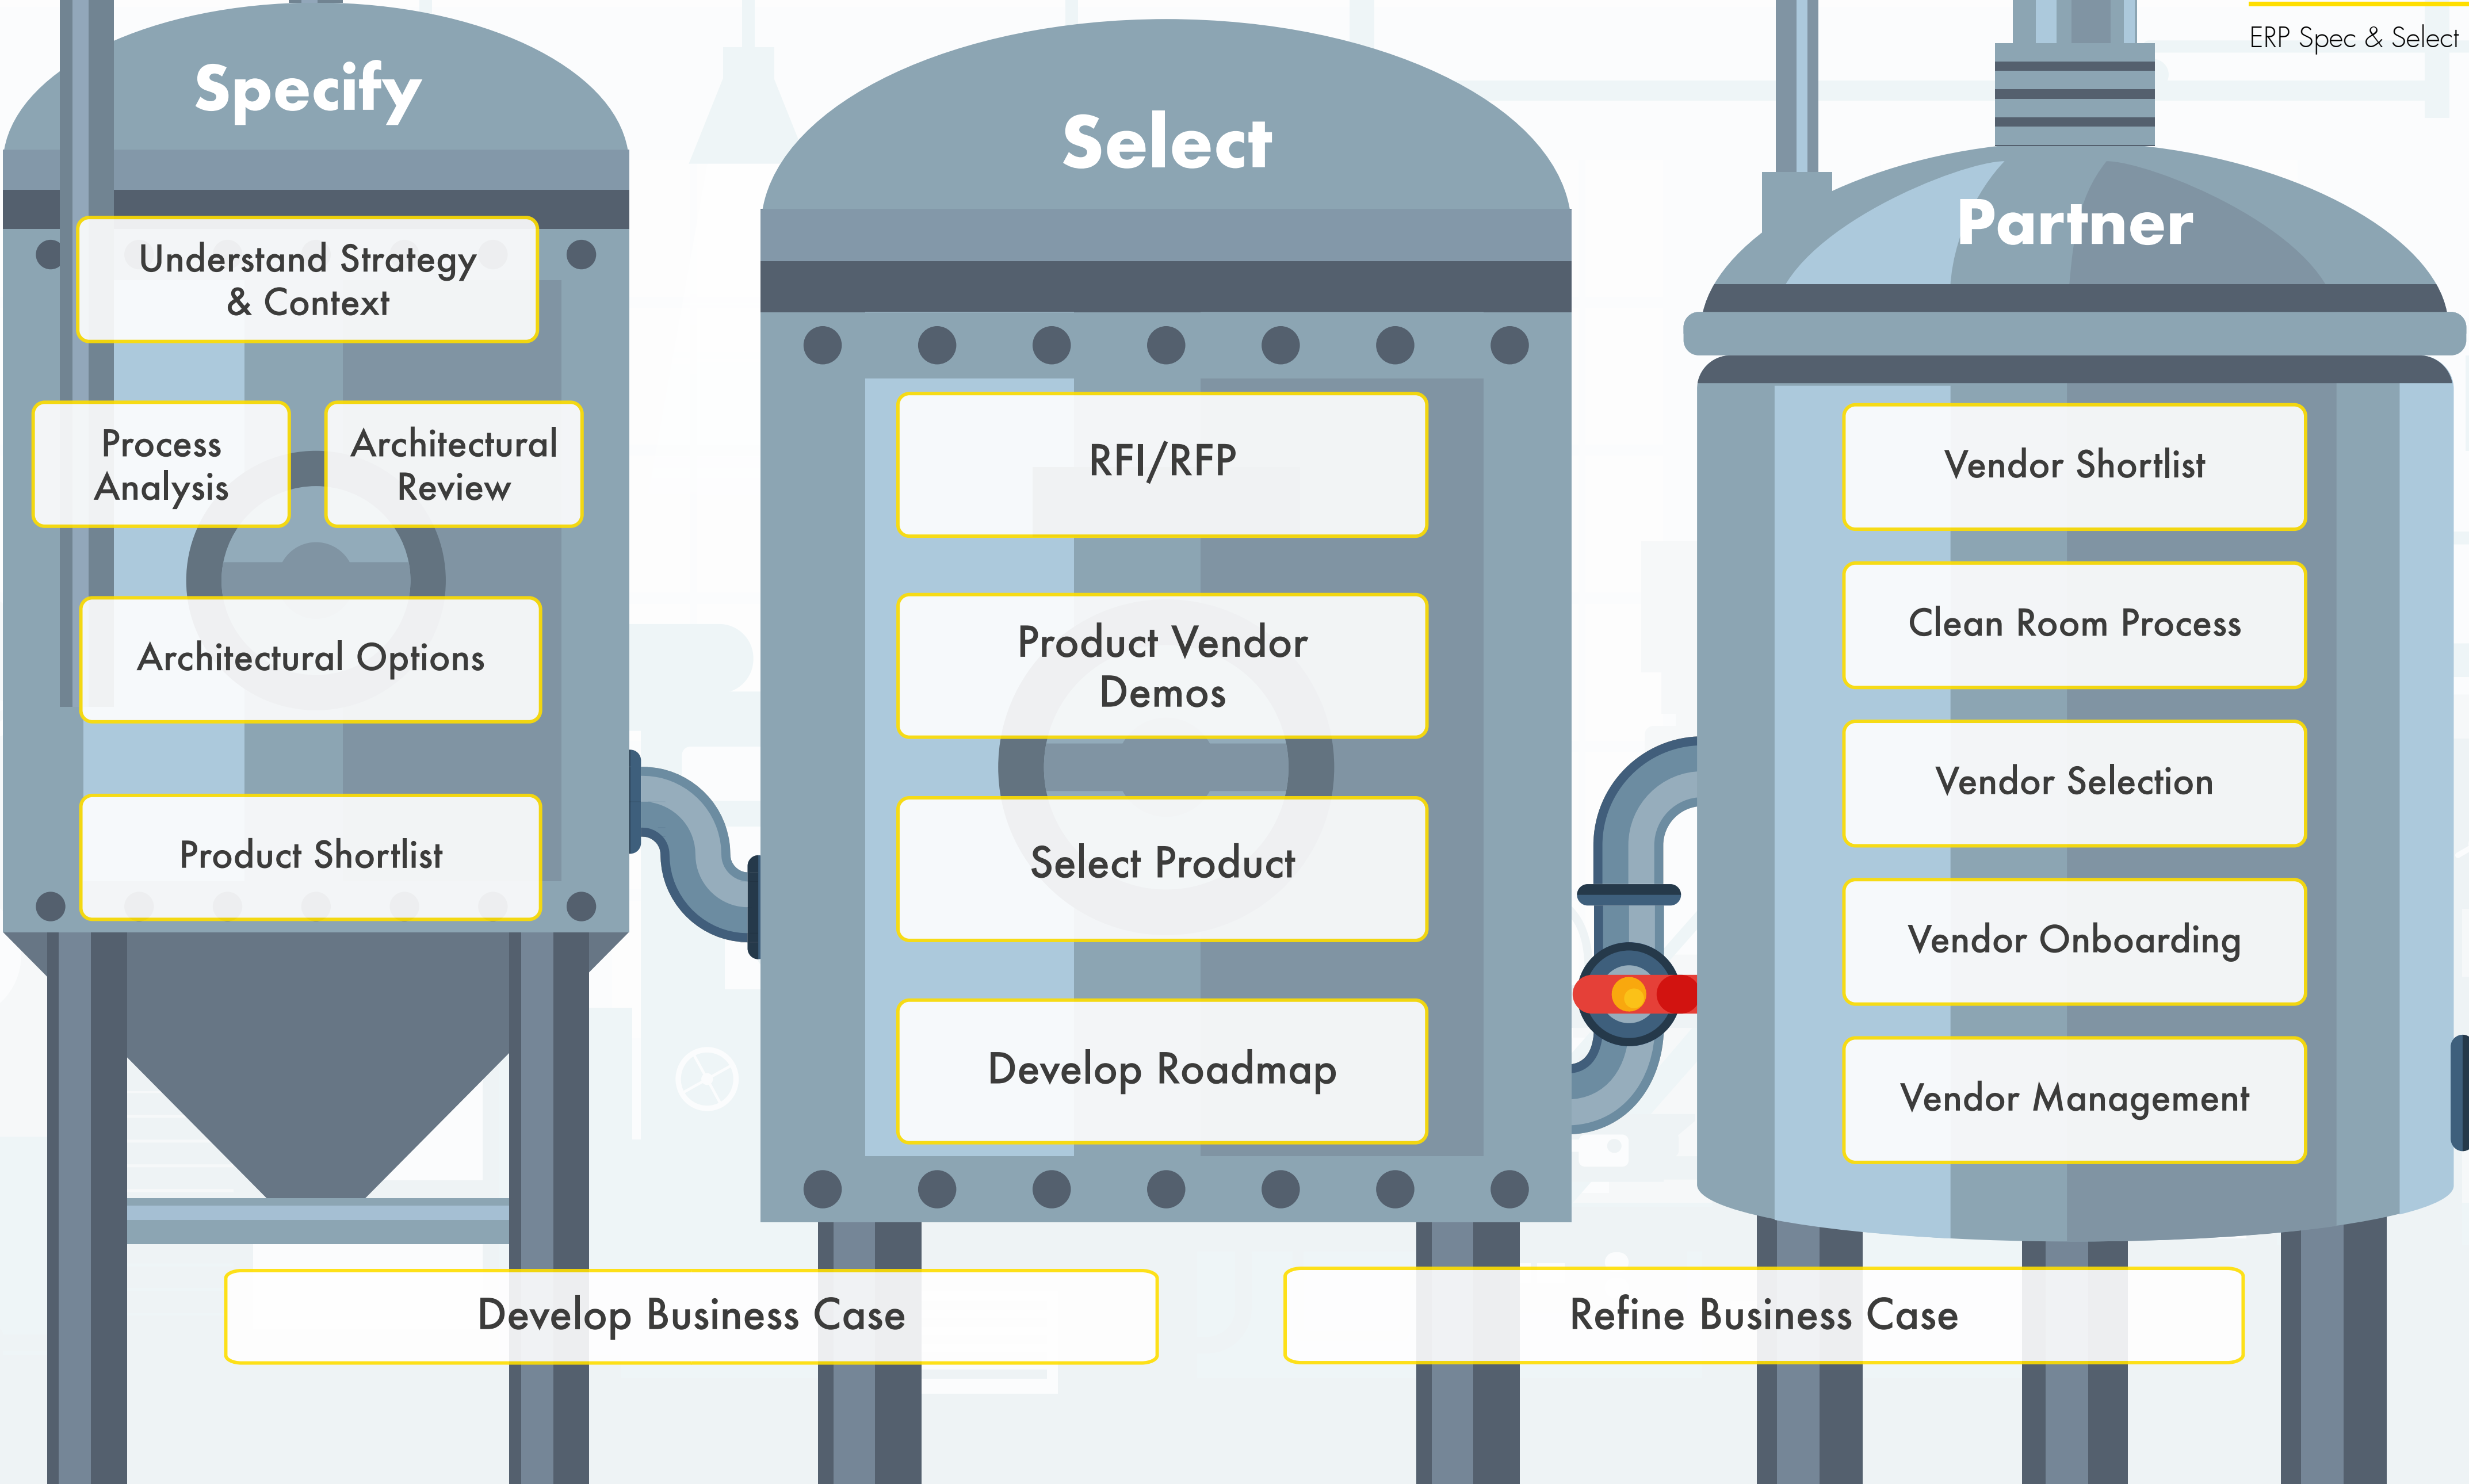 ERP Spec & Select
Specify
Understand Strategy
& Context
Process
Analysis
Architectural
Review
Architectural Options
Product Shortlist
Select
RFI/RFP
Product Vendor
Demos
Select Product
Develop Roadmap
Partner
Vendor Shortlist
Clean Room Process
Vendor Selection
Vendor Onboarding
Vendor Management
Develop Business Case
Refine Business Case